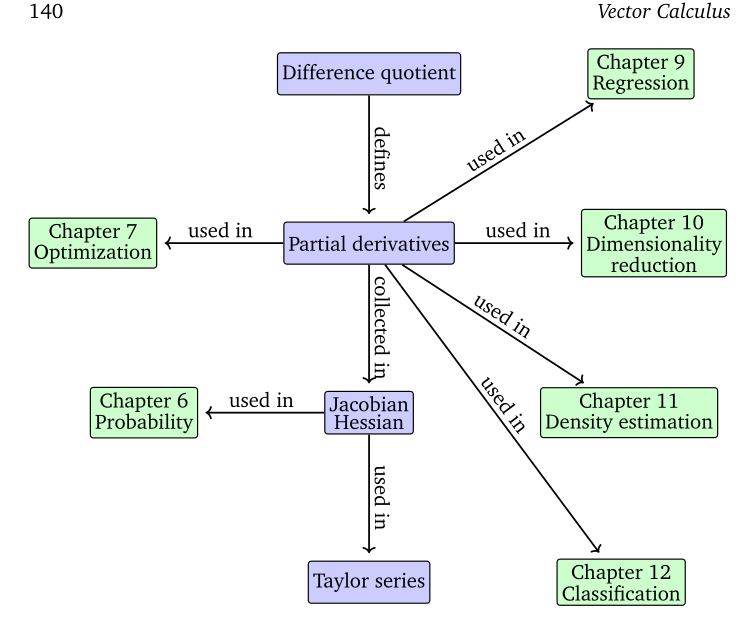 140
Vector Calculus
Difference quotient
Chapter 9
Regression
defines
used in
Chapter 7
Optimization
used in
Partial derivatives
used in
Chapter 10
Dimensionality
reduction
collected in
used in
used in
Chapter 6
Probability
used in
Jacobian
Hessian
Chapter 11
Density estimation
used in
Taylor series
Chapter 12
Classification